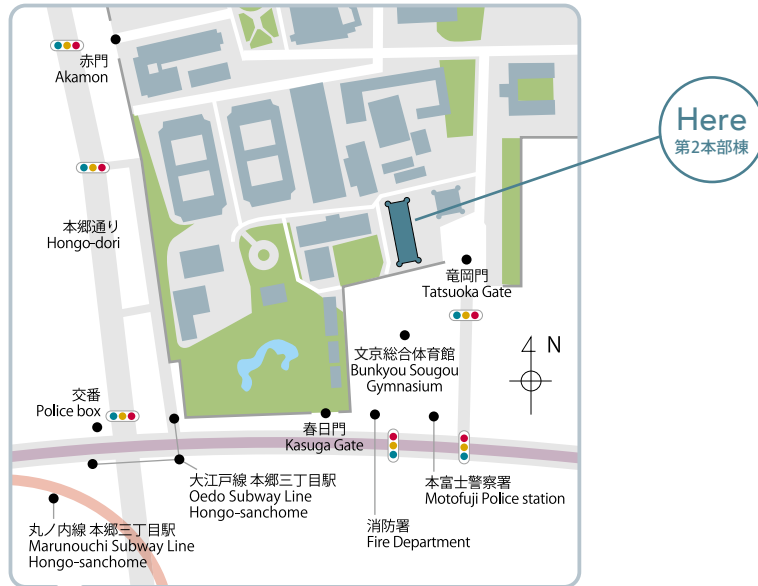 赤門
Akamon
Here
第2本部棟
本郷通り
Hongo-dori
竜岡門
Tatsuoka Gate
文京総合体育館
Bunkyou Sougou
Gymnasium
N
交番
Police box
春日門
Kasuga Gate
大江戸線 本郷三丁目駅
Oedo Subway Line
Hongo-sanchome
本富士警察署
Motofuji Police station
消防署
Fire Department
丸ノ内線 本郷三丁目駅
Marunouchi Subway Line
Hongo-sanchome